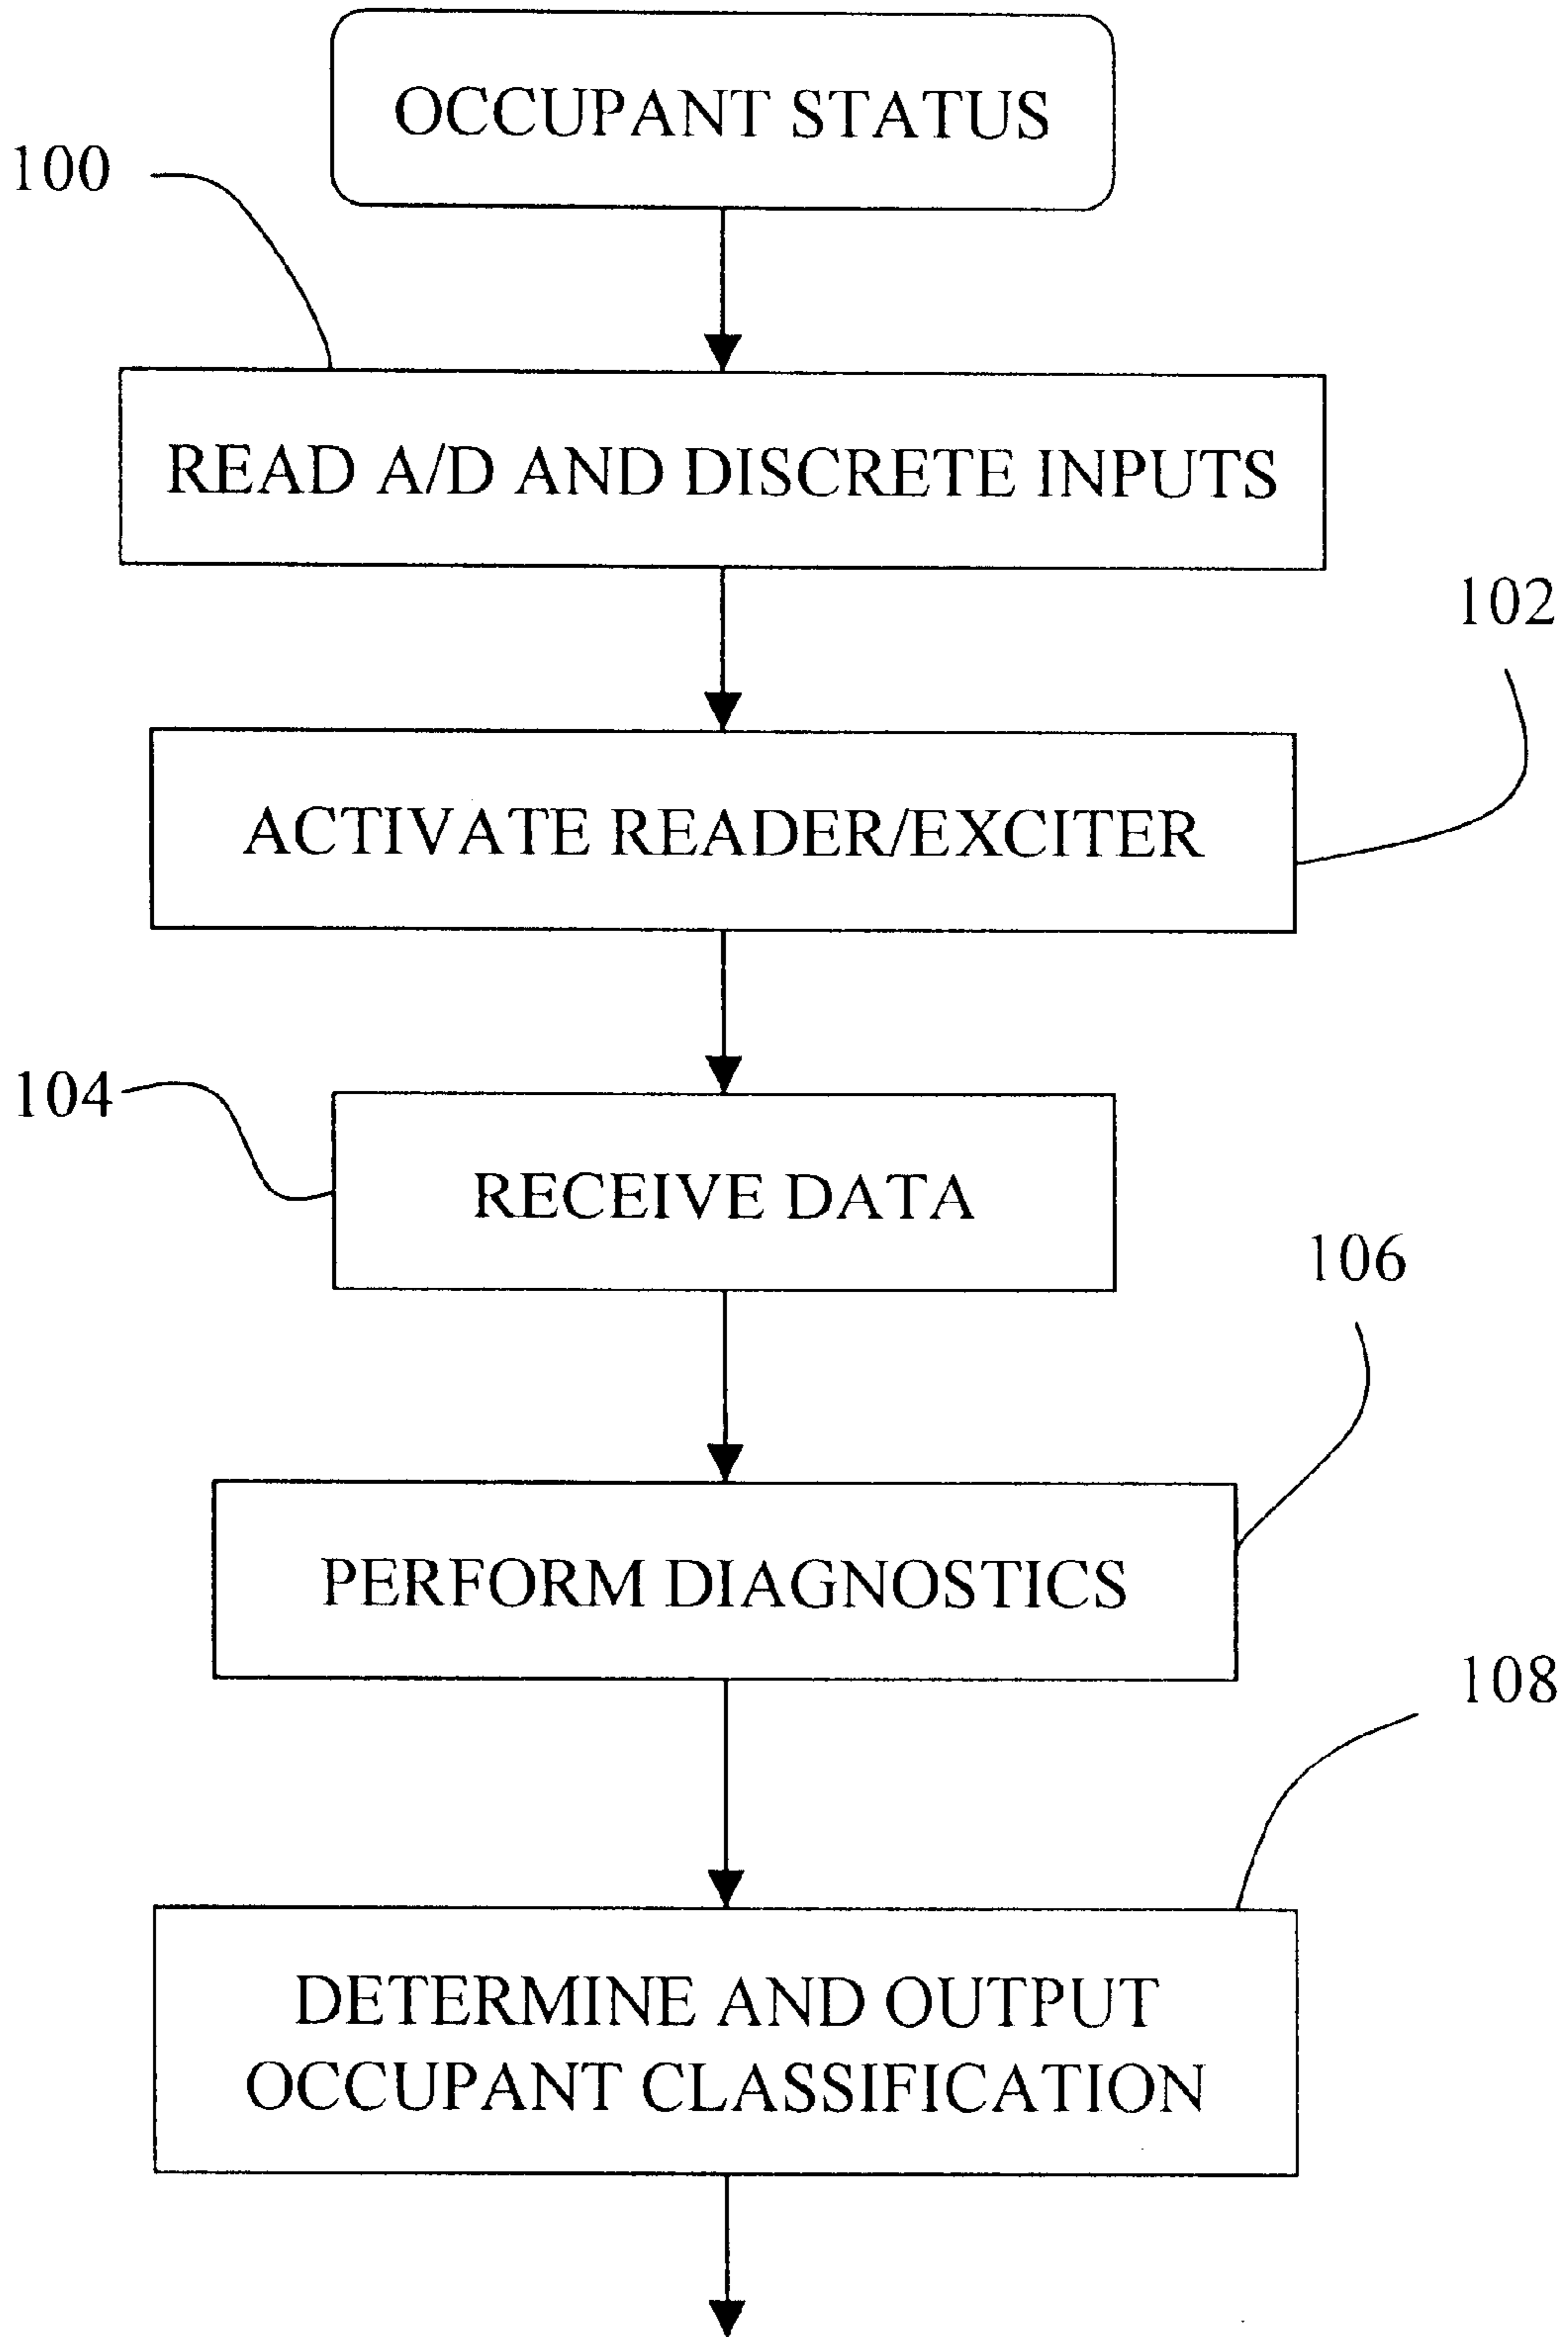 OCCUPANT STATUS
100
READ A/D AND DISCRETE INPUTS
102
ACTIVATE READER/EXCITER
104
RECEIVE DATA
106
PERFORM DIAGNOSTICS
108
DETERMINE AND OUTPUT
OCCUPANT CLASSIFICATION